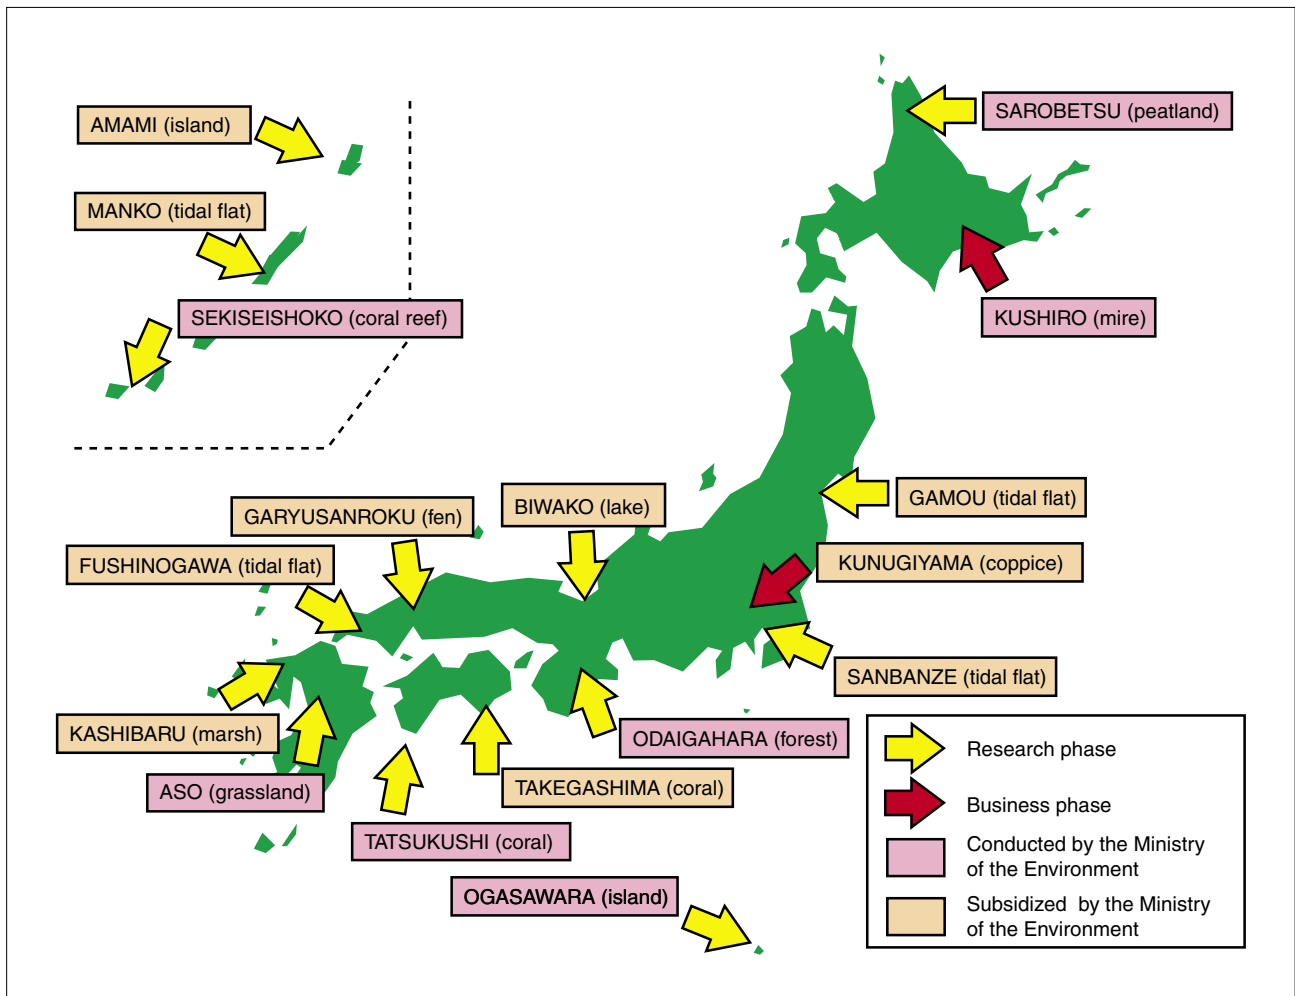 AMAMI (island)
SAROBETSU (peatland)
MANKO (tidal flat)
SEKISEISHOKO (coral reef)
KUSHIRO (mire)
GAMOU (tidal flat)
BIWAKO (lake)
GARYUSANROKU (fen)
KUNUGIYAMA (coppice)
FUSHINOGAWA (tidal flat)
SANBANZE (tidal flat)
KASHIBARU (marsh)
ODAIGAHARA (forest)
ASO (grassland)
TAKEGASHIMA (coral)
TATSUKUSHI (coral)
OGASAWARA (island)
Research phase
Business phase
Conducted by the Ministry
of the Environment
Subsidized by the Ministry
of the Environment